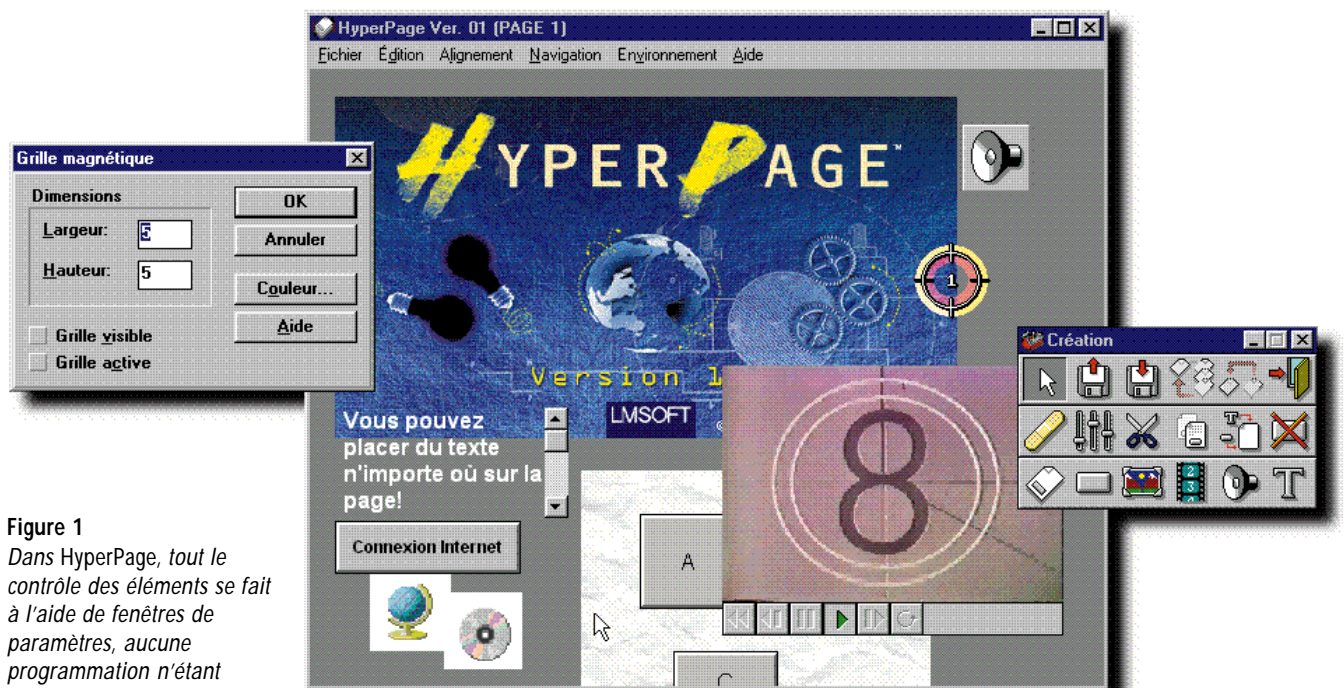 HyperPage Ver. 01 (PAGE 1)
Fichier Édition Alignement Navigation Environnement Aide
HYPERPAGE™
Version 1
LMSOFT
©
1
Grille magnétique
Dimensions
Largeur: 5
Hauteur: 5
OK
Annuler
Couleur...
Aide
Grille visible
Grille active
Vous pouvez
placer du texte
n'importe où sur la
page!
Connexion Internet
A
C
8
Création
T
2
3
T
Figure 1
Dans HyperPage, tout le
contrôle des éléments se fait
à l'aide de fenêtres de
paramètres, aucune
programmation n'étant